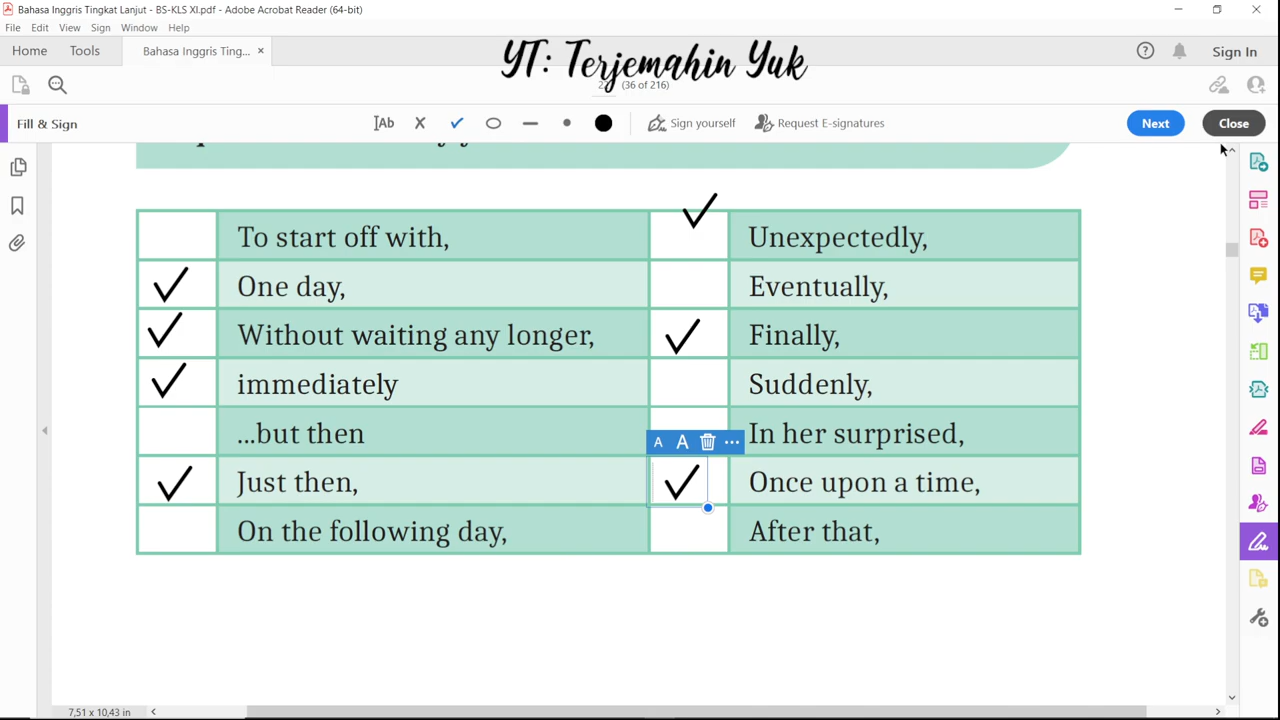 Bahasa Inggris Tingkat Lanjut - BS-KLS XI.pdf - Adobe Acrobat Reader (64-bit)
File Edit View Sign Window Help
Home Tools Bahasa Inggris Ting... × Sign In
YT: Terjemahin Yuk
(36 of 216)
Fill & Sign Ab Sign yourself Request E-signatures Next Close
To start off with, Unexpectedly,
One day, Eventually,
Without waiting any longer, Finally,
immediately Suddenly,
...but then In her surprised,
A A ...
Just then, Once upon a time,
On the following day, After that,
7,51 x 10,43 in